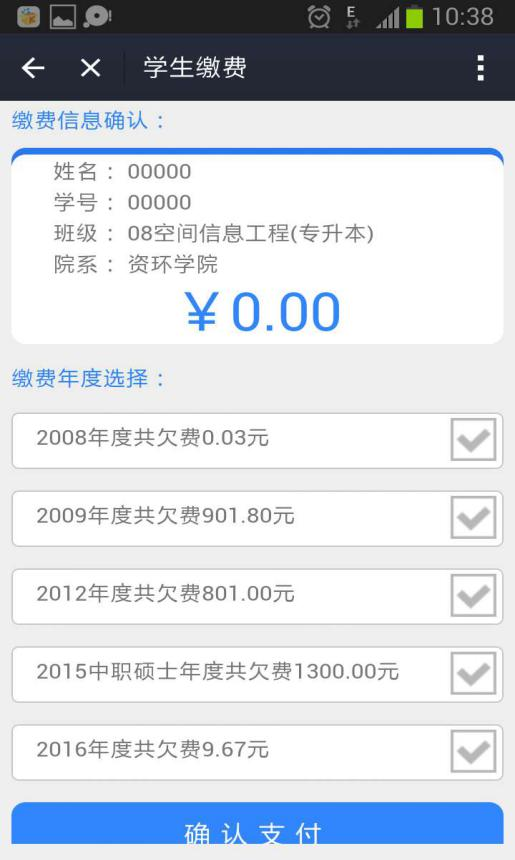 E 10:38
学生缴费
缴费信息确认：
姓名： 00000
学号： 00000
班级： 08空间信息工程(专升本)
院系： 资环学院
￥0.00
缴费年度选择：
2008年度共欠费0.03元
2009年度共欠费901.80元
2012年度共欠费801.00元
2015中职硕士年度共欠费1300.00元
2016年度共欠费9.67元
确认支付